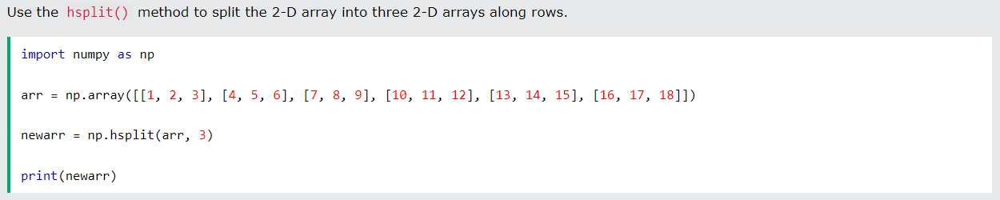 Use the hsplit() method to split the 2-D array into three 2-D arrays along rows.
import numpy as np
arr = np.array([[1, 2, 3], [4, 5, 6], [7, 8, 9], [10, 11, 12], [13, 14, 15], [16, 17, 18]])
newarr = np.hsplit(arr, 3)
print(newarr)